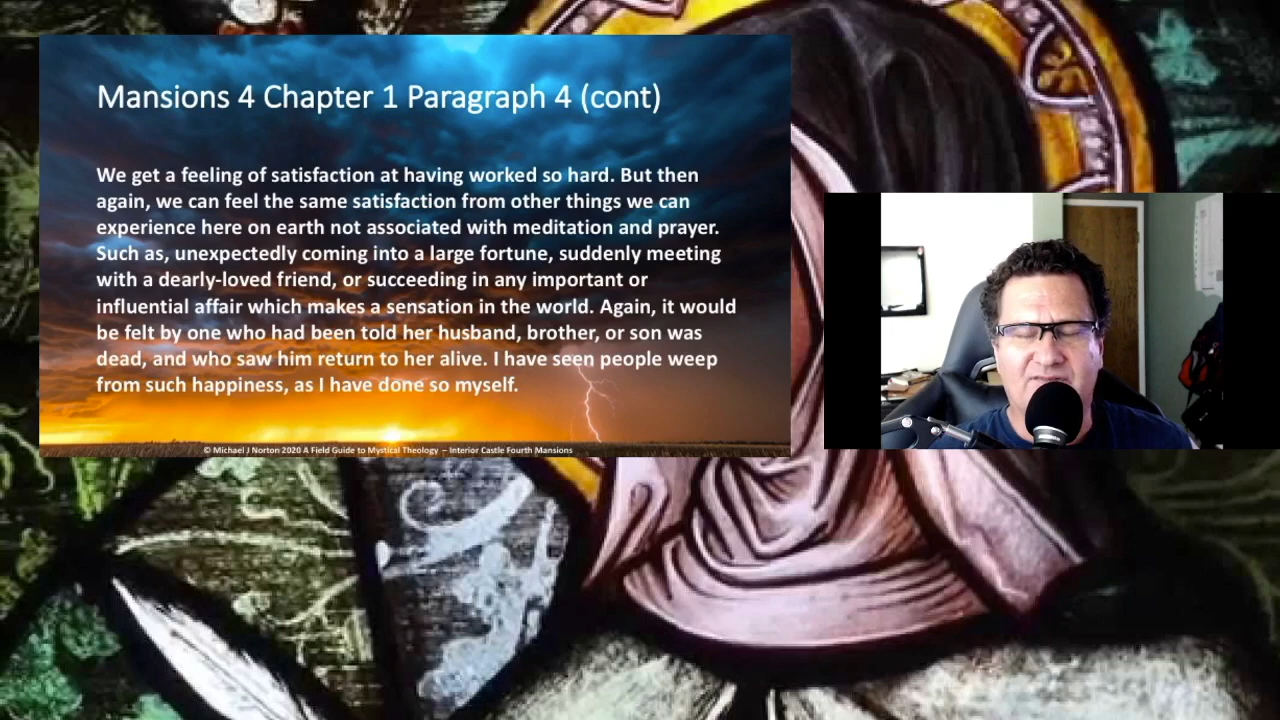 Mansions 4 Chapter 1 Paragraph 4 (cont)
We get a feeling of satisfaction at having worked so hard. But then
again, we can feel the same satisfaction from other things we can
experience here on earth not associated with meditation and prayer.
Such as, unexpectedly coming into a large fortune, suddenly meeting
with a dearly-loved friend, or succeeding in any important or
influential affair which makes a sensation in the world. Again, it would
be felt by one who had been told her husband, brother, or son was
dead, and who saw him return to her alive. I have seen people weep
from such happiness, as I have done so myself.
© Michael J Norton 2020 A Field Guide to Mystical Theology – Interior Castle Fourth Mansions